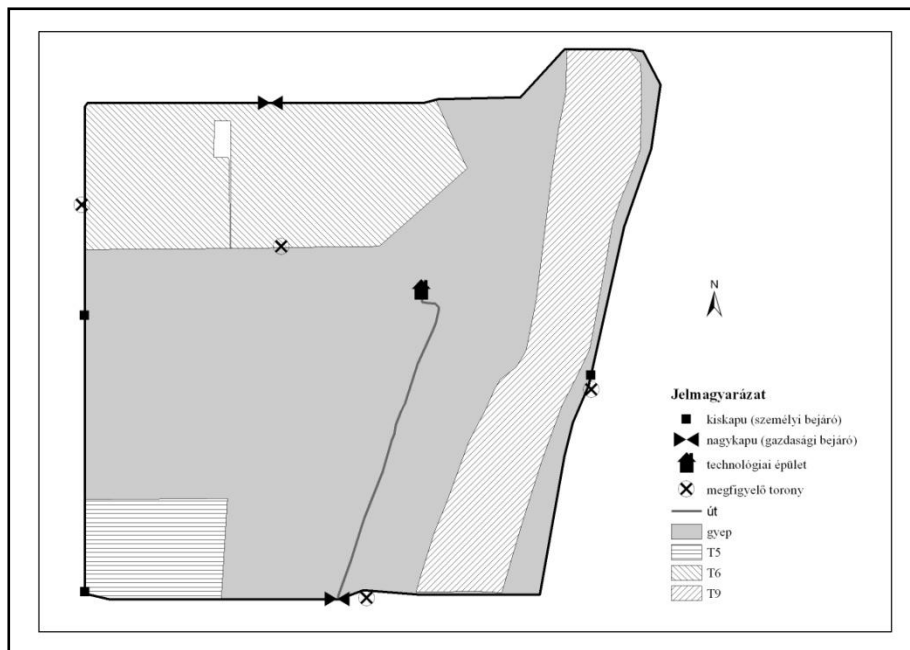 N
Jelmagyarázat
kiskapu (személyi bejáró)
nagykapu (gazdasági bejáró)
technológiai épület
megfigyelő torony
út
gyep
T5
T6
T9